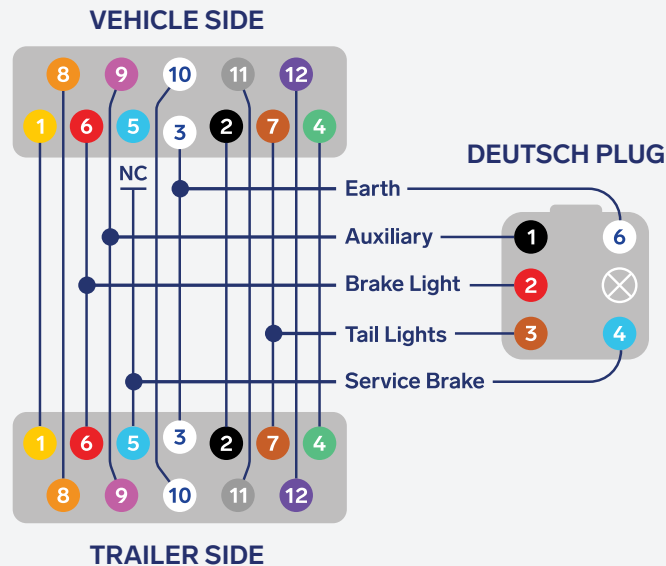 VEHICLE SIDE
8 9 10 11 12
1 6 5 3 2 7 4
NC
DEUTSCH PLUG
Earth
Auxiliary
Brake Light
Tail Lights
Service Brake
1 6
2
3 4
1 6 5 3 2 7 4
8 9 10 11 12
TRAILER SIDE